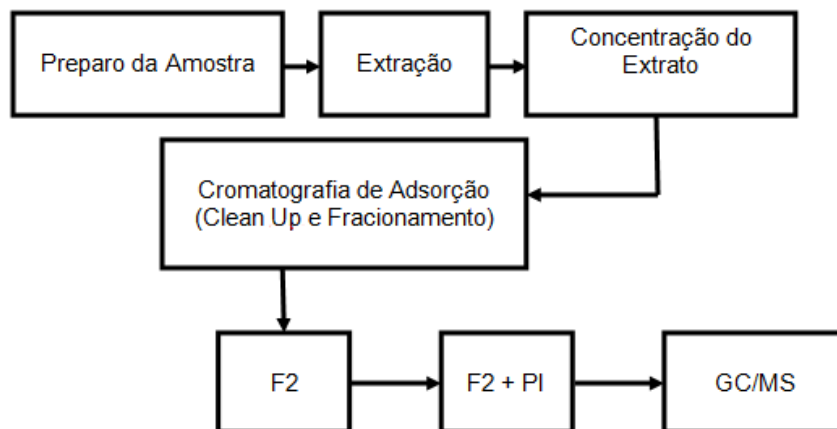 Preparo da Amostra
Extração
Concentração do
Extrato
Cromatografia de Adsorção
(Clean Up e Fracionamento)
F2
F2 + PI
GC/MS